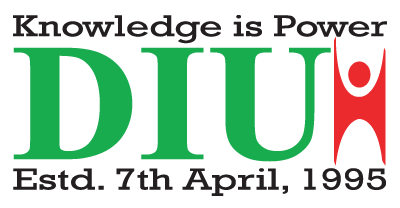 Knowledge is Power
DIU
Estd. 7th April, 1995